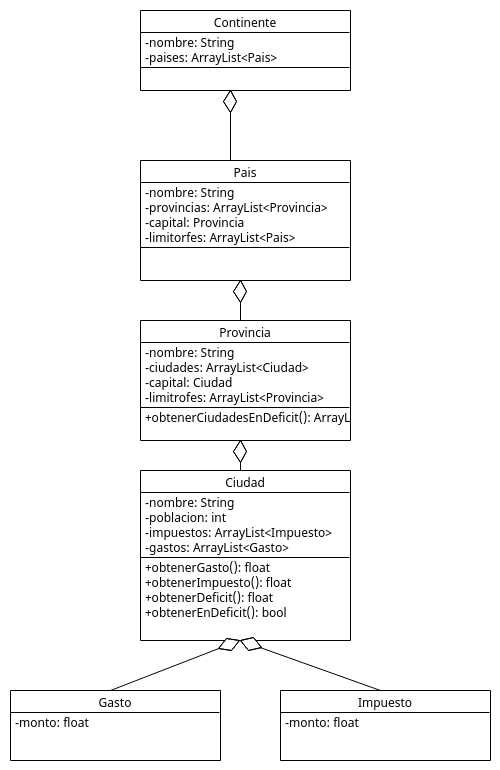 Continente
-nombre: String
-paises: ArrayList<Pais>
Pais
-nombre: String
-provincias: ArrayList<Provincia>
-capital: Provincia
-limitorfes: ArrayList<Pais>
Provincia
-nombre: String
-ciudades: ArrayList<Ciudad>
-capital: Ciudad
-limitrofes: ArrayList<Provincia>
+obtenerCiudadesEnDeficit(): ArrayL
Ciudad
-nombre: String
-poblacion: int
-impuestos: ArrayList<Impuesto>
-gastos: ArrayList<Gasto>
+obtenerGasto(): float
+obtenerImpuesto(): float
+obtenerDeficit(): float
+obtenerEnDeficit(): bool
Gasto
-monto: float
Impuesto
-monto: float